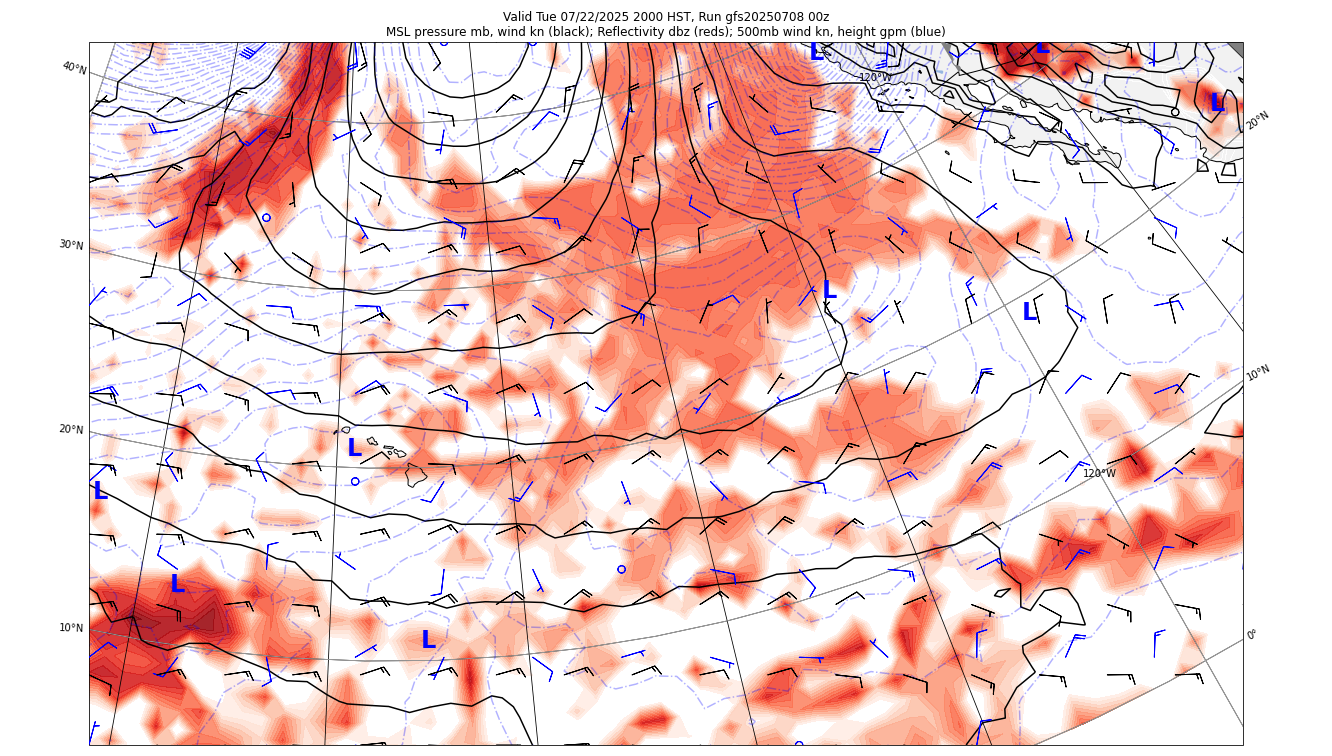 Valid Tue 07/22/2025 2000 HST, Run gfs20250708 00z
MSL pressure mb, wind kn (black); Reflectivity dbz (reds); 500mb wind kn, height gpm (blue)
L
L
40°N
120°W
L
20°N
30°N
L
L
10°N
20°N
L
120°W
L
L
10°N
L
0°